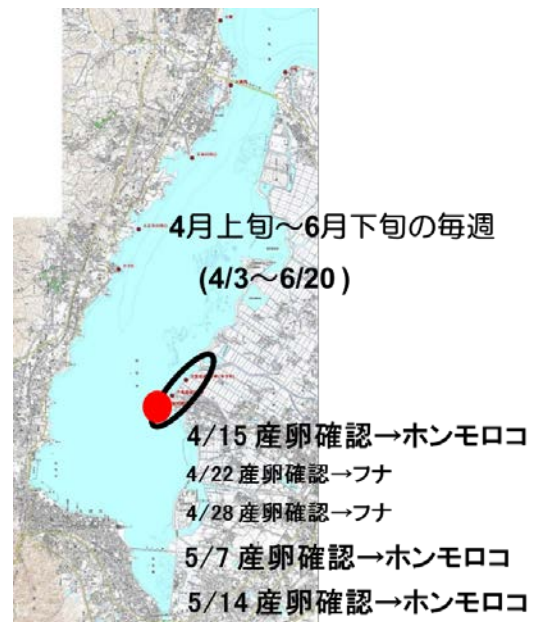 4月上旬～6月下旬の毎週
(4/3～6/20 )
4/15 産卵確認→ホンモロコ
4/22 産卵確認→フナ
4/28 産卵確認→フナ
5/7 産卵確認→ホンモロコ
5/14 産卵確認→ホンモロコ